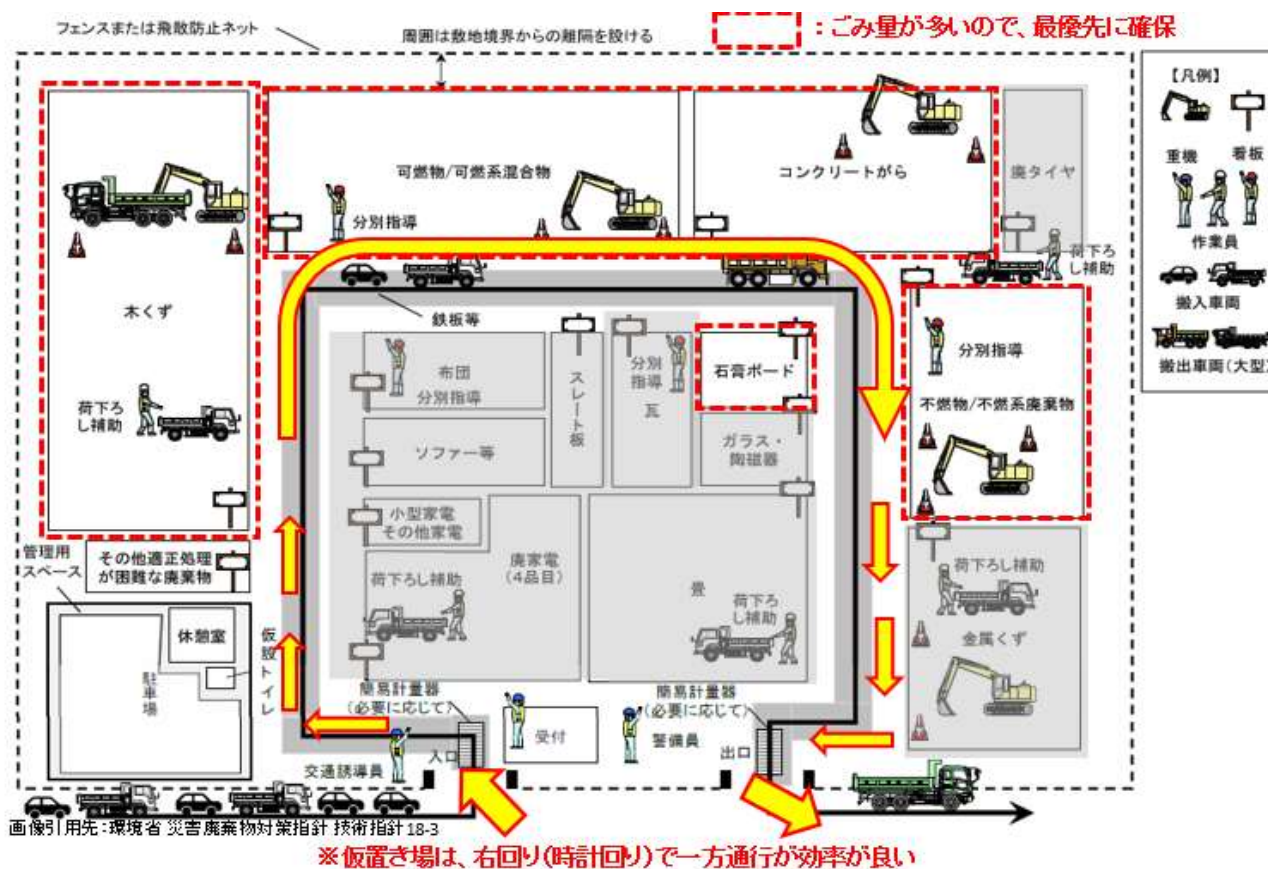 フェンスまたは飛散防止ネット
周囲は敷地境界からの離隔を設ける
：ごみ量が多いので、最優先に確保
【凡例】
重機
看板
作業員
搬入車両
搬出車両(大型)
可燃物/可燃系混合物
分別指導
コンクリートがら
廃タイヤ
荷下ろ
し補助
木くず
荷下ろ
し補助
鉄板等
布団
分別指導
スレート板
分別
指導
瓦
石膏ボード
分別指導
不燃物/不燃系廃棄物
ソファー等
ガラス・
陶磁器
小型家電
その他家電
廃家電
(4品目)
荷下ろし補助
畳
荷下ろ
し補助
荷下ろし補助
金属くず
管理用
スペース
その他適正処理
が困難な廃棄物
休憩室
仮設トイレ
駐車場
簡易計量器
(必要に応じて)
簡易計量器
(必要に応じて)
入口
受付
警備員
出口
交通誘導員
画像引用先：環境省 災害廃棄物対策指針 技術指針18-3
※仮置き場は、右回り(時計回り)で一方通行が効率が良い